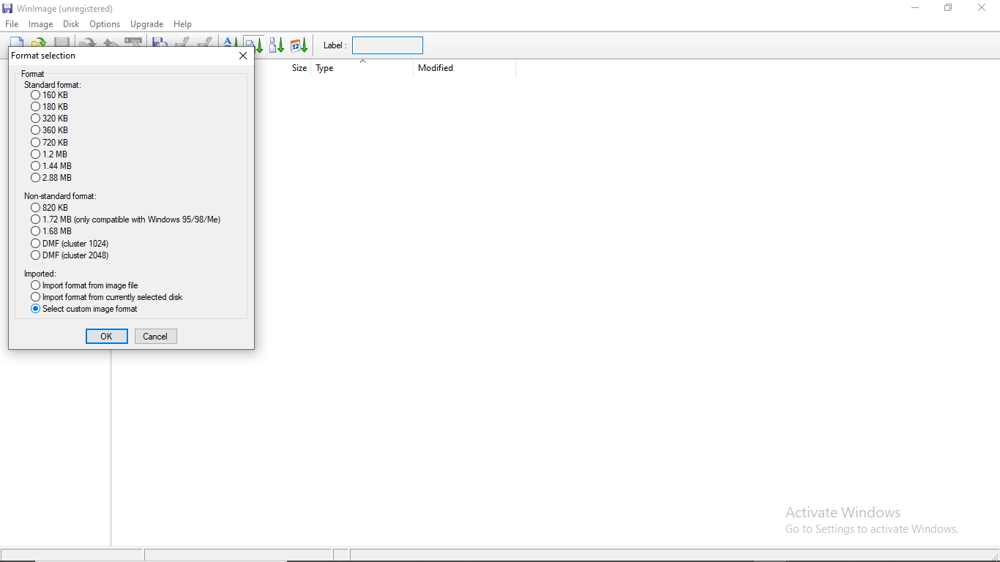 WinImage (unregistered)
File Image Disk Options Upgrade Help
Label :
Format selection
Size Type Modified
Format
Standard format:
160 KB
180 KB
320 KB
360 KB
720 KB
1.2 MB
1.44 MB
2.88 MB
Non-standard format:
820 KB
1.72 MB (only compatible with Windows 95/98/Me)
1.68 MB
DMF (cluster 1024)
DMF (cluster 2048)
Imported:
Import format from image file
Import format from currently selected disk
Select custom image format
OK Cancel
Activate Windows
Go to Settings to activate Windows.